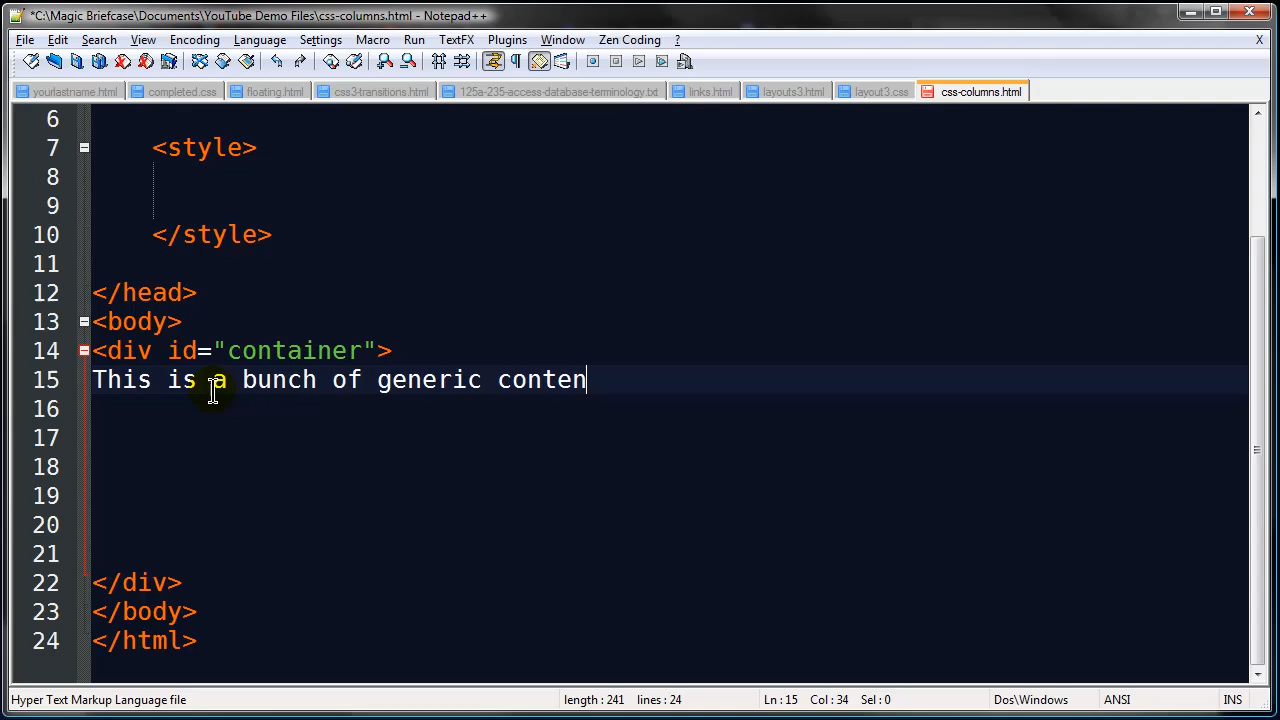 *C:\Magic Briefcase\Documents\YouTube Demo Files\css-columns.html - Notepad++
File Edit Search View Encoding Language Settings Macro Run TextFX Plugins Window Zen Coding ? X
yourlastname.html completed.css floating.html css3-transitions.html 125a-235-access-database-terminology.txt links.html layouts3.html layout3.css css-columns.html
6
7 <style>
8
9
10 </style>
11
12 </head>
13 <body>
14 <div id="container">
15 This is a bunch of generic conten
16
17
18
19
20
21
22 </div>
23 </body>
24 </html>
Hyper Text Markup Language file length : 241 lines : 24 Ln : 15 Col : 34 Sel : 0 Dos\Windows ANSI INS